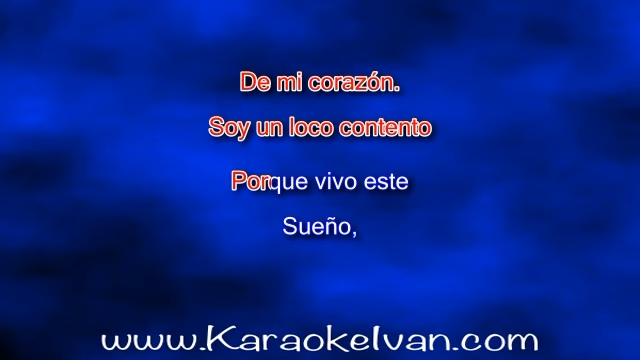 De mi corazón.
Soy un loco contento
Porque vivo este
Sueño,
www.KaraokeIvan.com